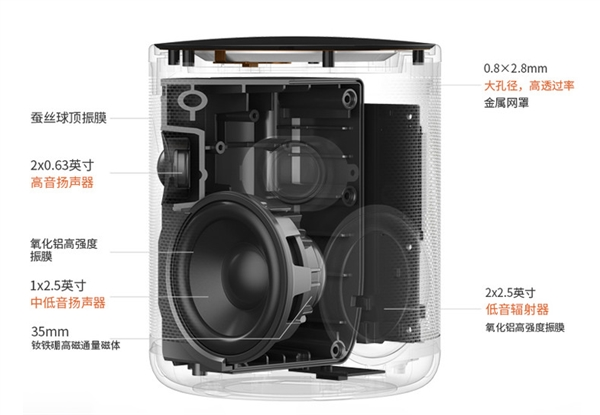 蚕丝球顶振膜
2x0.63英寸
高音扬声器
氧化铝高强度
振膜
1x2.5英寸
中低音扬声器
35mm
钕铁硼高磁通量磁体
0.8×2.8mm
大孔径，高透过率
金属网罩
2x2.5英寸
低音辐射器
氧化铝高强度振膜